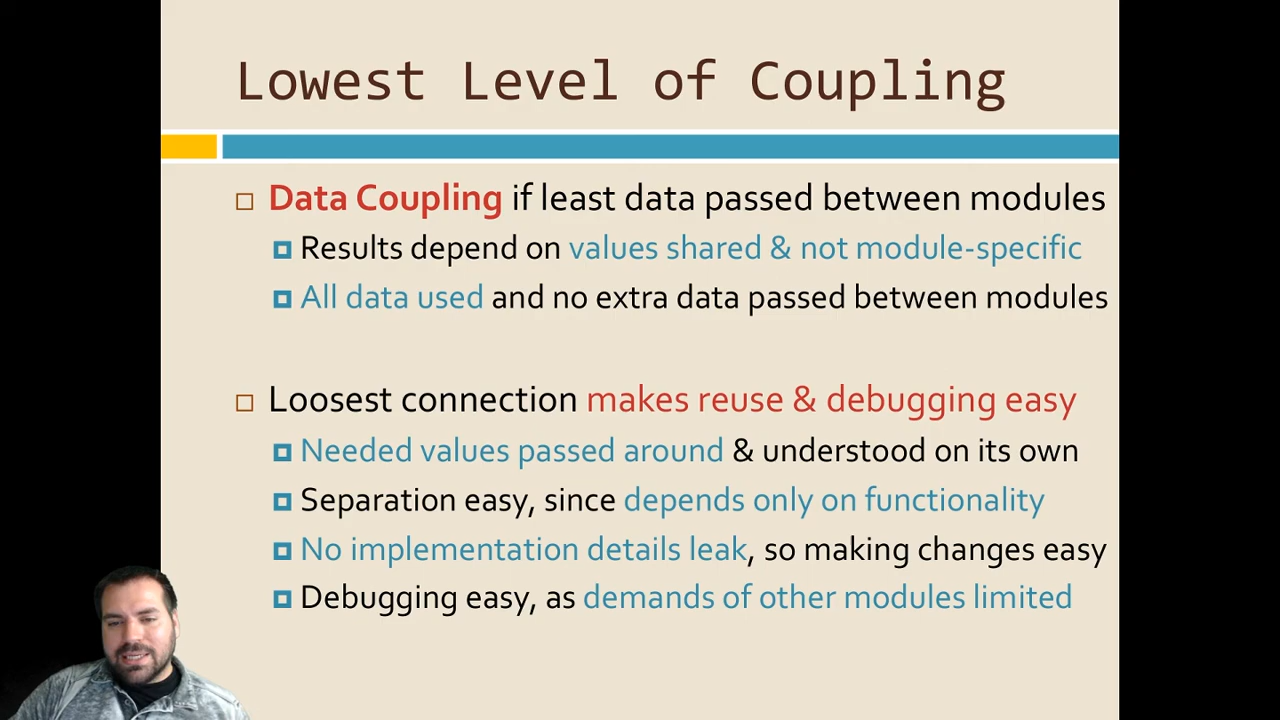 Lowest Level of Coupling
Data Coupling if least data passed between modules
Results depend on values shared & not module-specific
All data used and no extra data passed between modules
Loosest connection makes reuse & debugging easy
Needed values passed around & understood on its own
Separation easy, since depends only on functionality
No implementation details leak, so making changes easy
Debugging easy, as demands of other modules limited